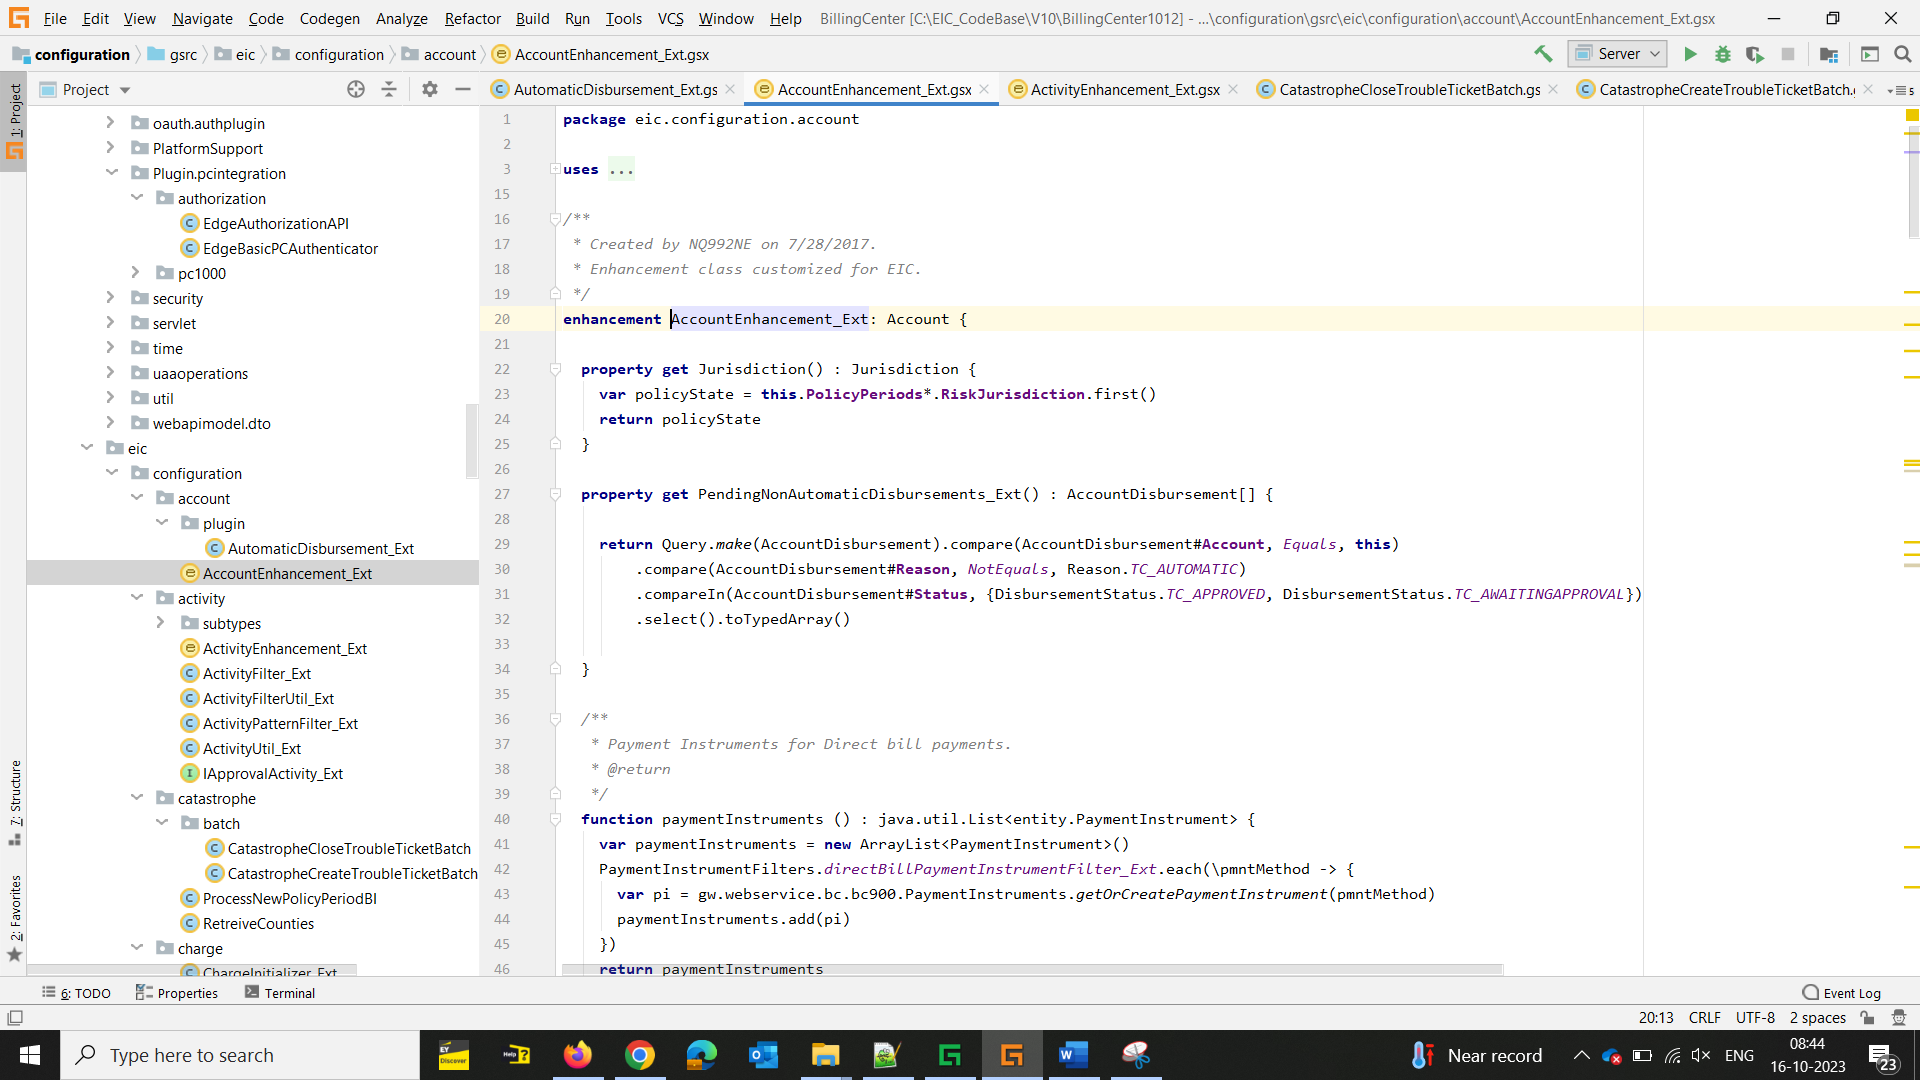 File Edit View Navigate Code Codegen Analyze Refactor Build Run Tools VCS Window Help BillingCenter [C:\EIC_CodeBase\V10\BillingCenter1012] - ...\configuration\gsrc\eic\configuration\account\AccountEnhancement_Ext.gsx
configuration gsrc eic configuration account AccountEnhancement_Ext.gsx Server
Project AutomaticDisbursement_Ext.gs AccountEnhancement_Ext.gsx ActivityEnhancement_Ext.gsx CatastropheCloseTroubleTicketBatch.gs CatastropheCreateTroubleTicketBatch. 5
1: Project
7: Structure
2: Favorites
oauth.authplugin
PlatformSupport
Plugin.pcintegration
authorization
EdgeAuthorizationAPI
EdgeBasicPCAuthenticator
pc1000
security
servlet
time
uaaoperations
util
webapimodel.dto
eic
configuration
account
plugin
AutomaticDisbursement_Ext
AccountEnhancement_Ext
activity
subtypes
ActivityEnhancement_Ext
ActivityFilter_Ext
ActivityFilterUtil_Ext
ActivityPatternFilter_Ext
ActivityUtil_Ext
IApprovalActivity_Ext
catastrophe
batch
CatastropheCloseTroubleTicketBatch
CatastropheCreateTroubleTicketBatch
ProcessNewPolicyPeriodBI
RetreiveCounties
charge
ChargeInitializer_Ext
1 package eic.configuration.account
2
3 uses ...
15
16 /**
17 * Created by NQ992NE on 7/28/2017.
18 * Enhancement class customized for EIC.
19 */
20 enhancement AccountEnhancement_Ext: Account {
21
22 property get Jurisdiction() : Jurisdiction {
23 var policyState = this.PolicyPeriods*.RiskJurisdiction.first()
24 return policyState
25 }
26
27 property get PendingNonAutomaticDisbursements_Ext() : AccountDisbursement[] {
28
29 return Query.make(AccountDisbursement).compare(AccountDisbursement#Account, Equals, this)
30 .compare(AccountDisbursement#Reason, NotEquals, Reason.TC_AUTOMATIC)
31 .compareIn(AccountDisbursement#Status, {DisbursementStatus.TC_APPROVED, DisbursementStatus.TC_AWAITINGAPPROVAL})
32 .select().toTypedArray()
33
34 }
35
36 /**
37 * Payment Instruments for Direct bill payments.
38 * @return
39 */
40 function paymentInstruments () : java.util.List<entity.PaymentInstrument> {
41 var paymentInstruments = new ArrayList<PaymentInstrument>()
42 PaymentInstrumentFilters.directBillPaymentInstrumentFilter_Ext.each(\pmntMethod -> {
43 var pi = gw.webservice.bc.bc900.PaymentInstruments.getOrCreatePaymentInstrument(pmntMethod)
44 paymentInstruments.add(pi)
45 })
46 return paymentInstruments
6: TODO Properties Terminal Event Log
20:13 CRLF UTF-8 2 spaces
Type here to search EY Discover Help ? Near record ENG 08:44
16-10-2023 23